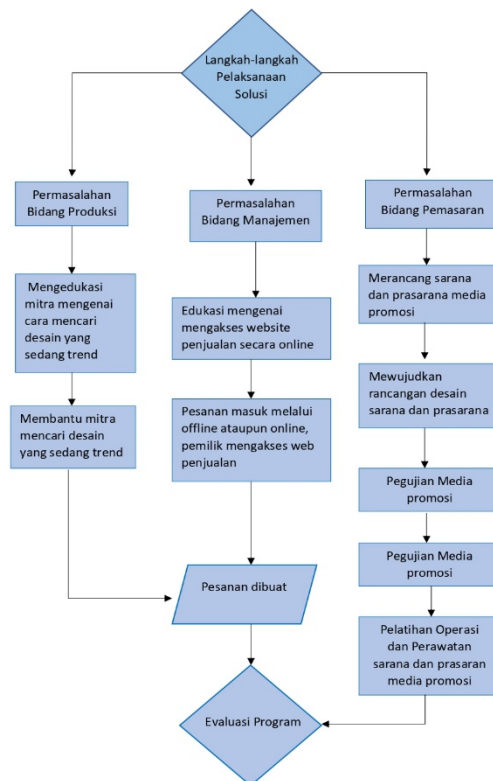 Langkah-langkah
Pelaksanaan
Solusi
Permasalahan
Bidang Produksi
Mengedukasi
mitra mengenai
cara mencari
desain yang
sedang trend
Membantu mitra
mencari desain
yang sedang trend
Permasalahan
Bidang Manajemen
Edukasi mengenai
mengakses website
penjualan secara online
Pesanan masuk melalui
offline ataupun online,
pemilik mengakses web
penjualan
Permasalahan
Bidang Pemasaran
Merancang sarana
dan prasarana media
promosi
Mewujudkan
rancangan desain
sarana dan prasarana
Pegujian Media
promosi
Pegujian Media
promosi
Pelatihan Operasi
dan Perawatan
sarana dan prasaran
media promosi
Pesanan dibuat
Evaluasi Program